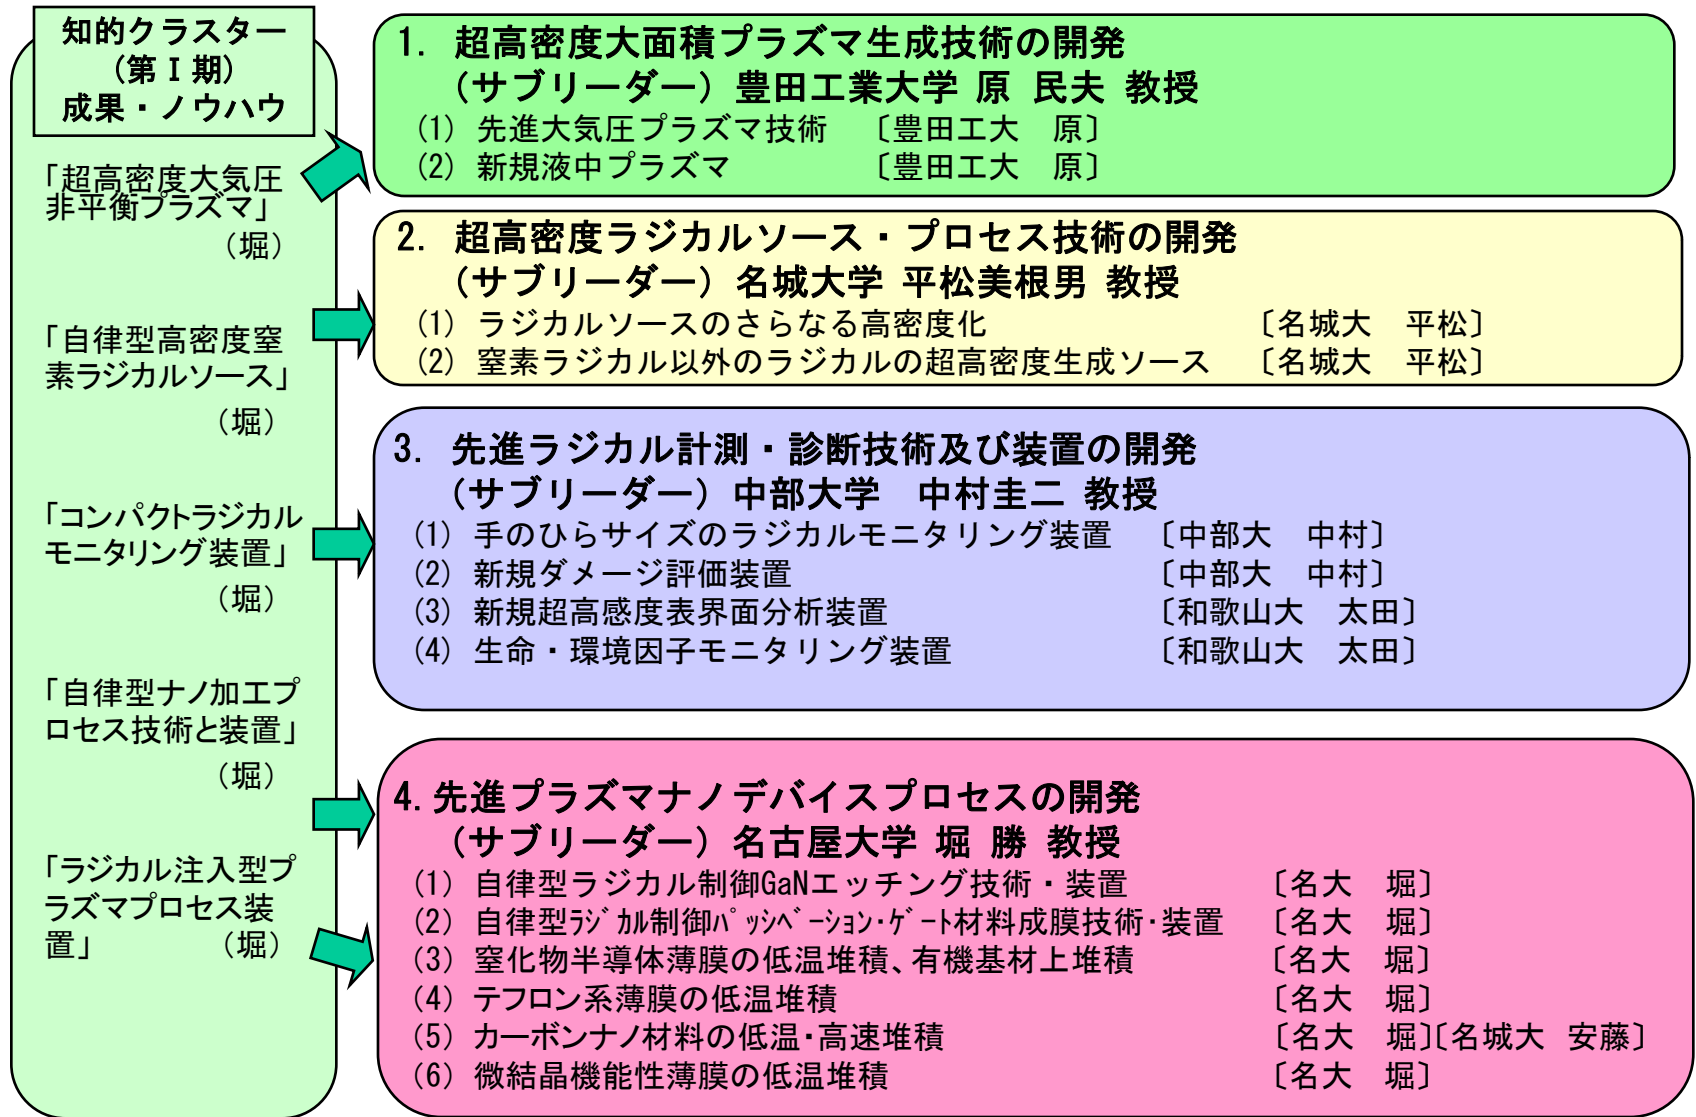 知的クラスター
（第Ⅰ期）
成果・ノウハウ
「超高密度大気圧
非平衡プラズマ」
（堀）
「自律型高密度窒
素ラジカルソース」
（堀）
「コンパクトラジカル
モニタリング装置」
（堀）
「自律型ナノ加工プ
ロセス技術と装置」
（堀）
「ラジカル注入型プ
ラズマプロセス装
置」　　　　（堀）
1. 超高密度大面積プラズマ生成技術の開発
（サブリーダー）豊田工業大学 原 民夫 教授
(1) 先進大気圧プラズマ技術　〔豊田工大　原〕
(2) 新規液中プラズマ　　　　〔豊田工大　原〕
2. 超高密度ラジカルソース・プロセス技術の開発
（サブリーダー）名城大学 平松美根男 教授
(1) ラジカルソースのさらなる高密度化　　　　　　　　〔名城大　平松〕
(2) 窒素ラジカル以外のラジカルの超高密度生成ソース　〔名城大　平松〕
3. 先進ラジカル計測・診断技術及び装置の開発
（サブリーダー）中部大学　中村圭二 教授
(1) 手のひらサイズのラジカルモニタリング装置　〔中部大　中村〕
(2) 新規ダメージ評価装置　　　　　　　　　　　〔中部大　中村〕
(3) 新規超高感度表界面分析装置　　　　　　　　〔和歌山大　太田〕
(4) 生命・環境因子モニタリング装置　　　　　　〔和歌山大　太田〕
4. 先進プラズマナノデバイスプロセスの開発
（サブリーダー）名古屋大学 堀 勝 教授
(1) 自律型ラジカル制御GaNエッチング技術・装置　　　　〔名大　堀〕
(2) 自律型ﾗｼﾞｶﾙ制御ﾊﾟｯｼﾍﾞｰｼｮﾝ･ｹﾞｰﾄ材料成膜技術･装置　〔名大　堀〕
(3) 窒化物半導体薄膜の低温堆積、有機基材上堆積　　　　〔名大　堀〕
(4) テフロン系薄膜の低温堆積　　　　　　　　　　　　　〔名大　堀〕
(5) カーボンナノ材料の低温・高速堆積　　　　　　　　　〔名大　堀〕〔名城大　安藤〕
(6) 微結晶機能性薄膜の低温堆積　　　　　　　　　　　　〔名大　堀〕